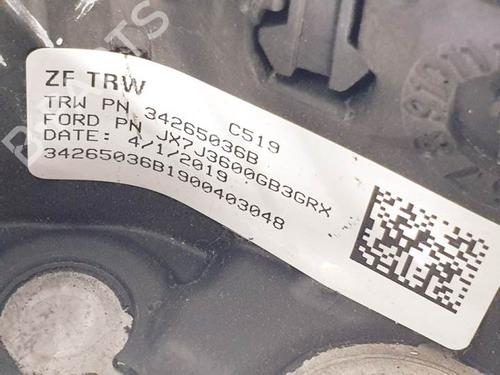 ZF TRW
C519
TRW PN 34265036B
FORD PN JX7J3600GB3GRX
DATE: 4/1/2019
34265036B1900403048